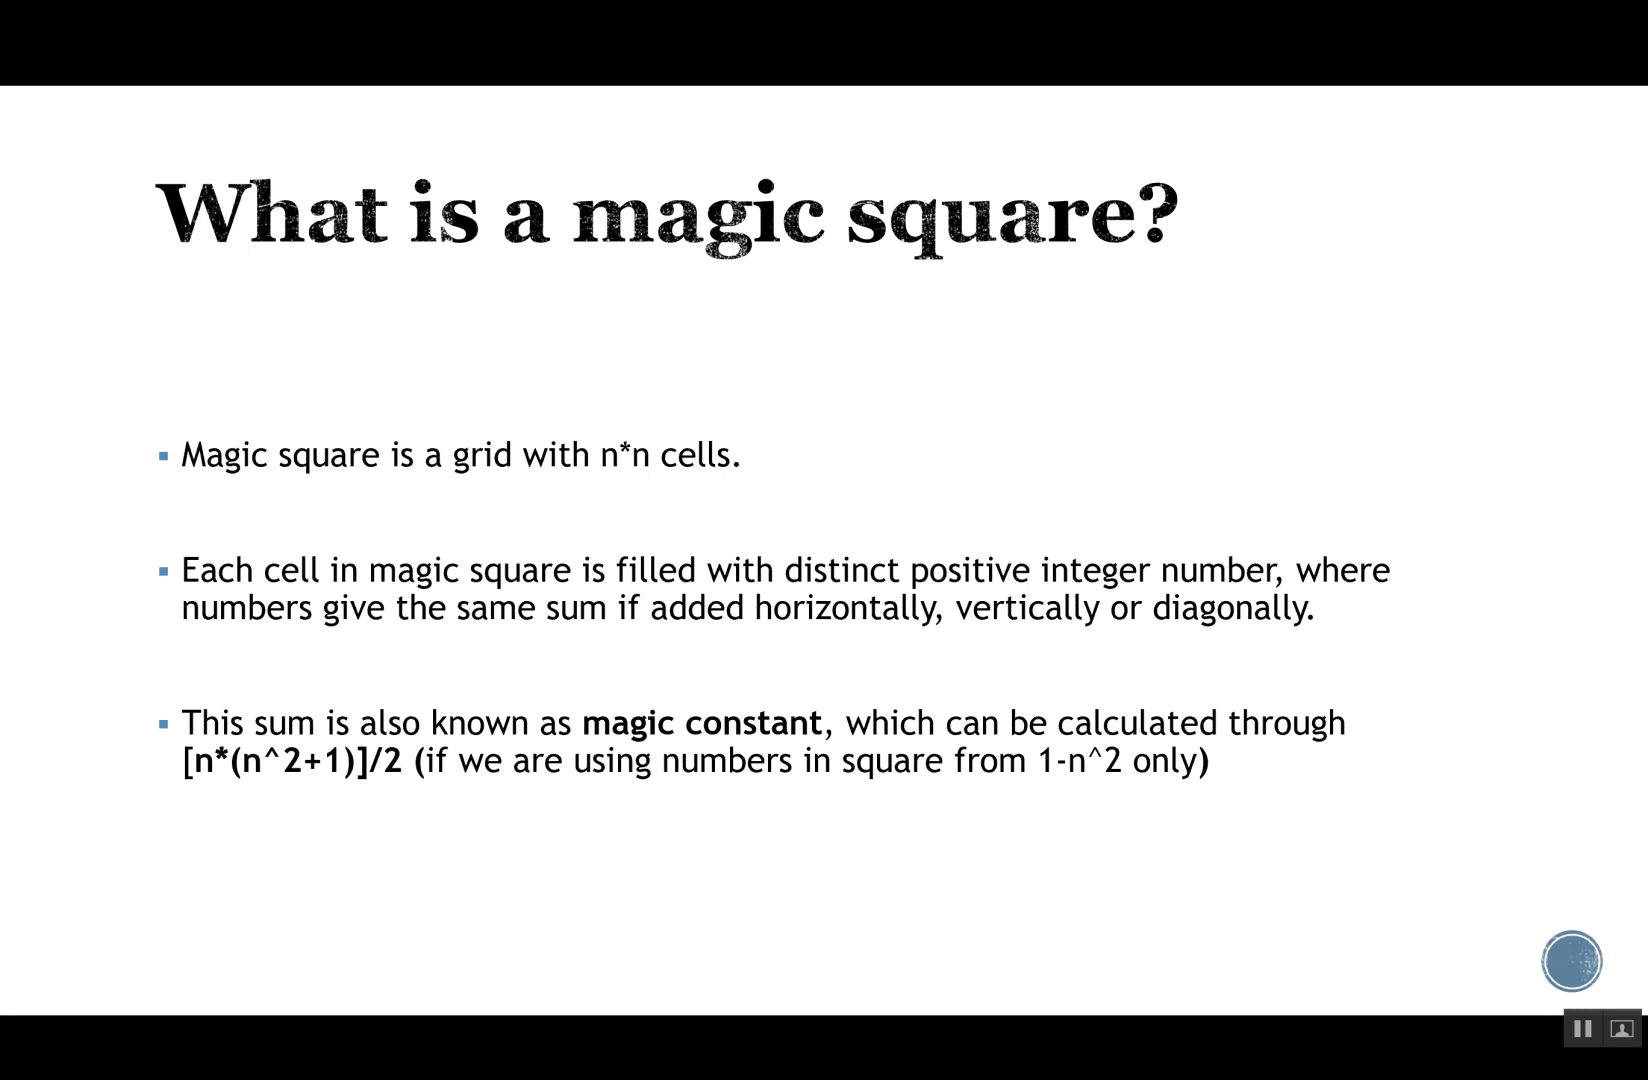 What is a magic square?
Magic square is a grid with n*n cells.
Each cell in magic square is filled with distinct positive integer number, where
numbers give the same sum if added horizontally, vertically or diagonally.
This sum is also known as magic constant, which can be calculated through
[n*(n^2+1)]/2 (if we are using numbers in square from 1-n^2 only)